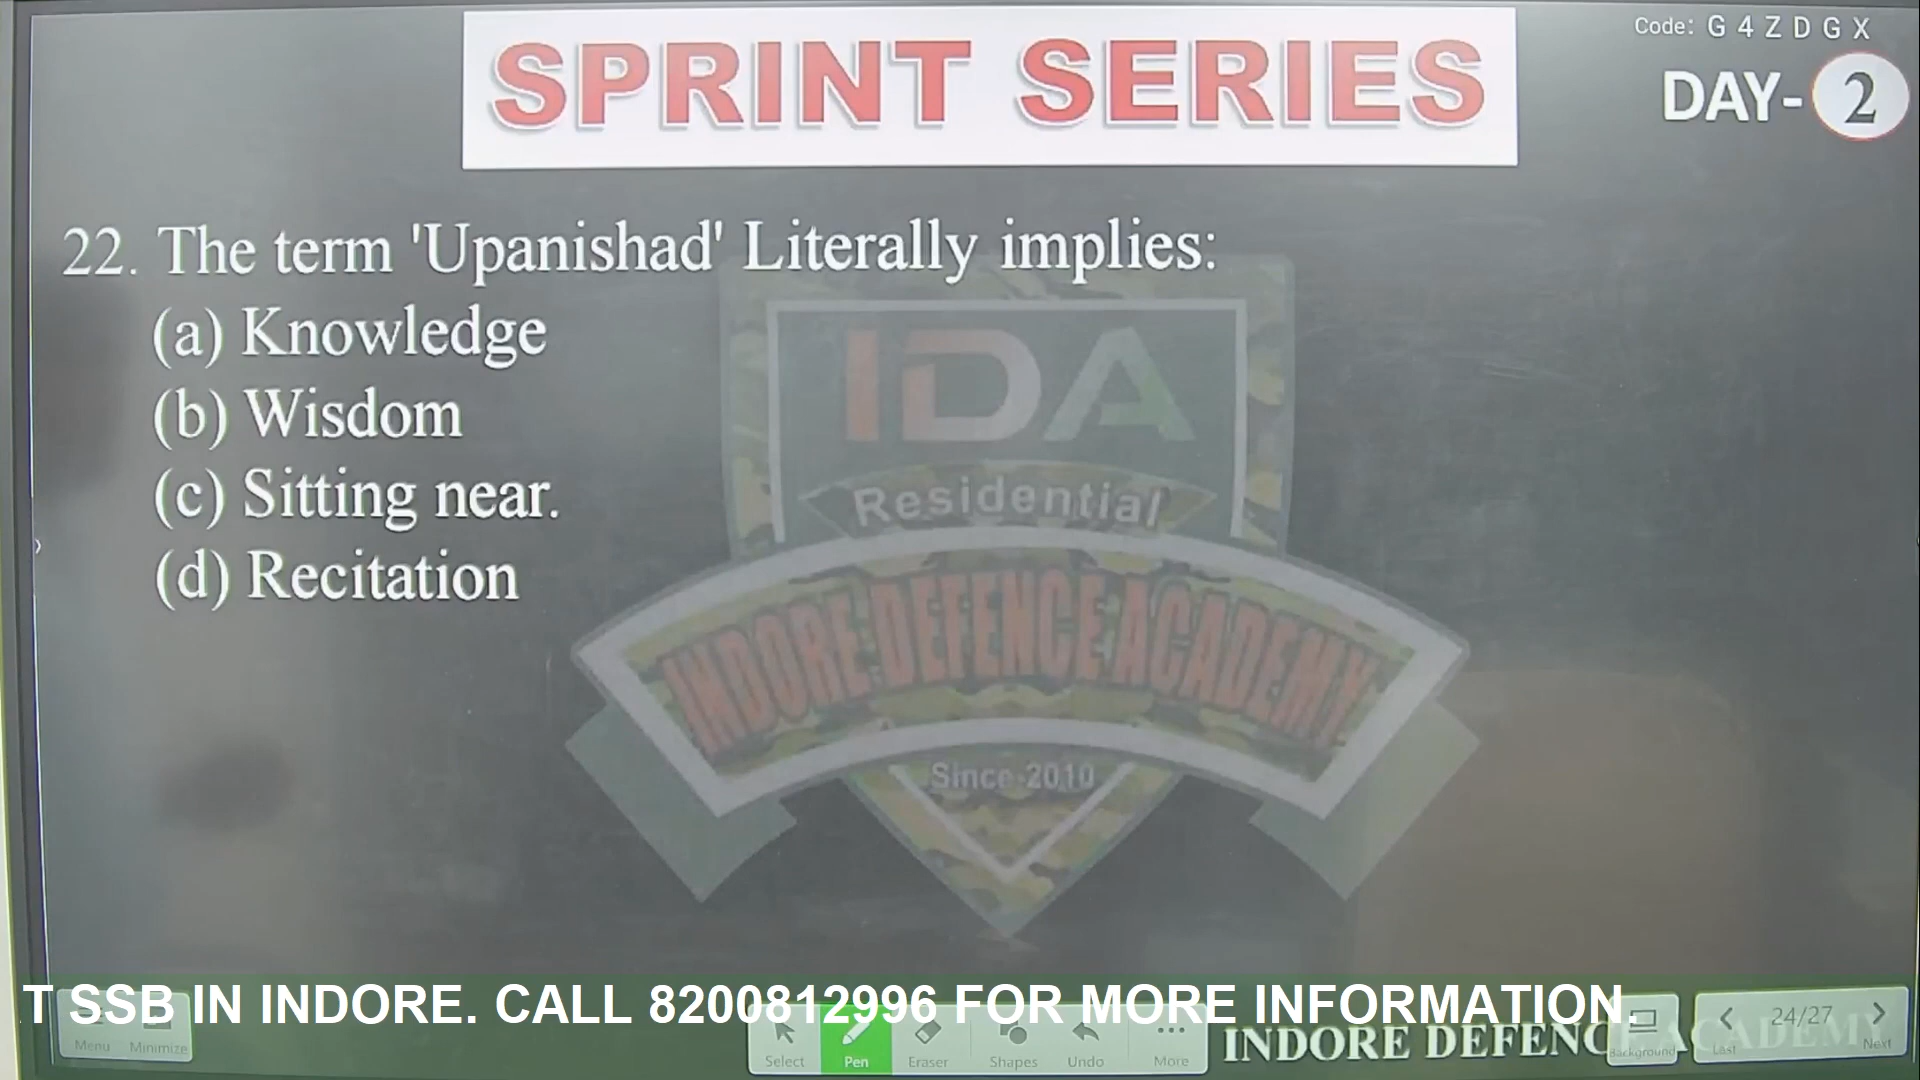 Code: G 4 Z D G X
SPRINT SERIES
DAY- 2
22. The term 'Upanishad' Literally implies:
(a) Knowledge
(b) Wisdom
(c) Sitting near.
(d) Recitation
IDA
Residential
INDORE DEFENCE ACADEMY
Since-2010
T SSB IN INDORE. CALL 8200812996 FOR MORE INFORMATION.
Menu Minimize Select Pen Eraser Shapes Undo More Background Last 24/27 Next
INDORE DEFENCE ACADEMY